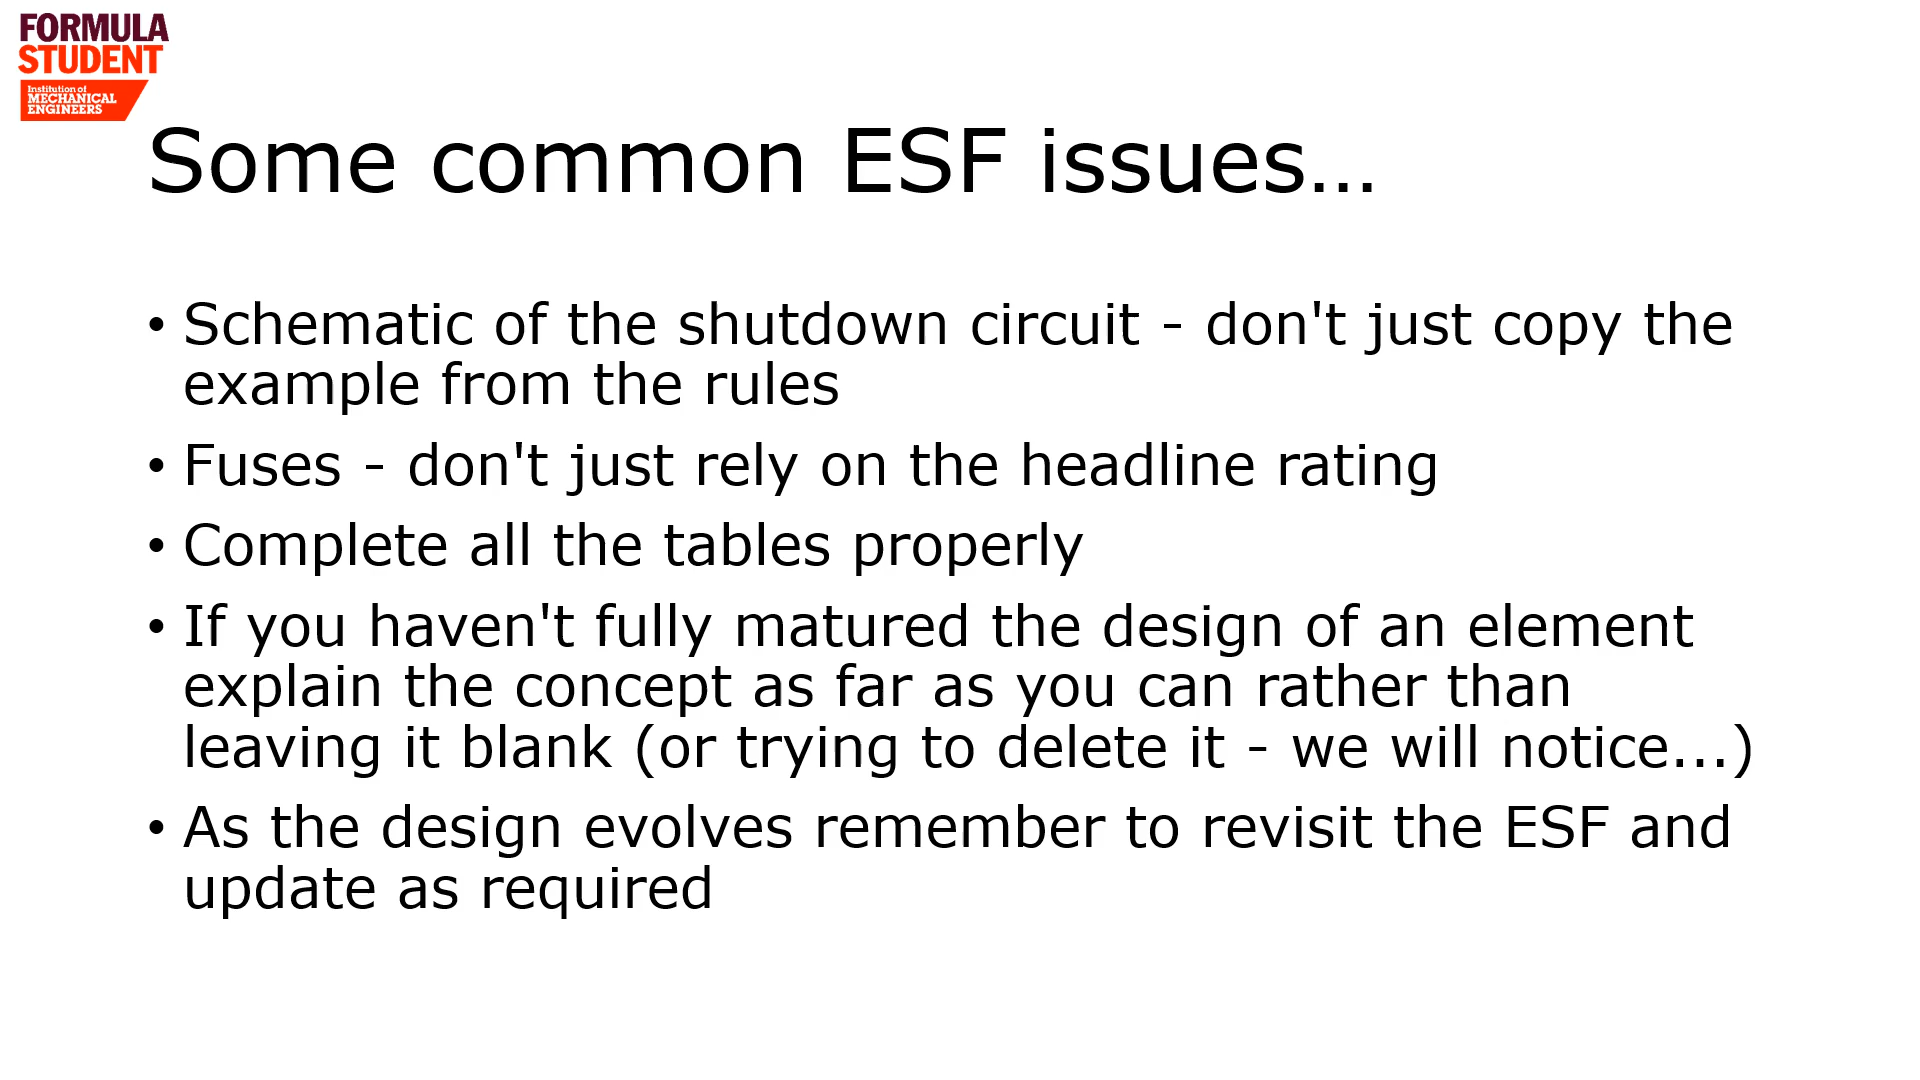 FORMULA
STUDENT
Institution of
MECHANICAL
ENGINEERS
Some common ESF issues...
• Schematic of the shutdown circuit - don't just copy the
example from the rules
• Fuses - don't just rely on the headline rating
• Complete all the tables properly
• If you haven't fully matured the design of an element
explain the concept as far as you can rather than
leaving it blank (or trying to delete it - we will notice...)
• As the design evolves remember to revisit the ESF and
update as required